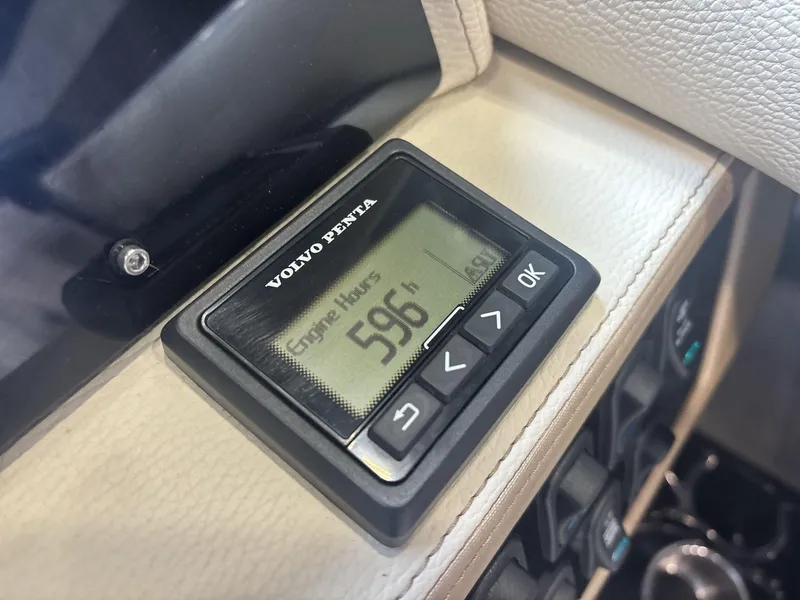 VOLVO PENTA
Engine Hours
596 h
OK